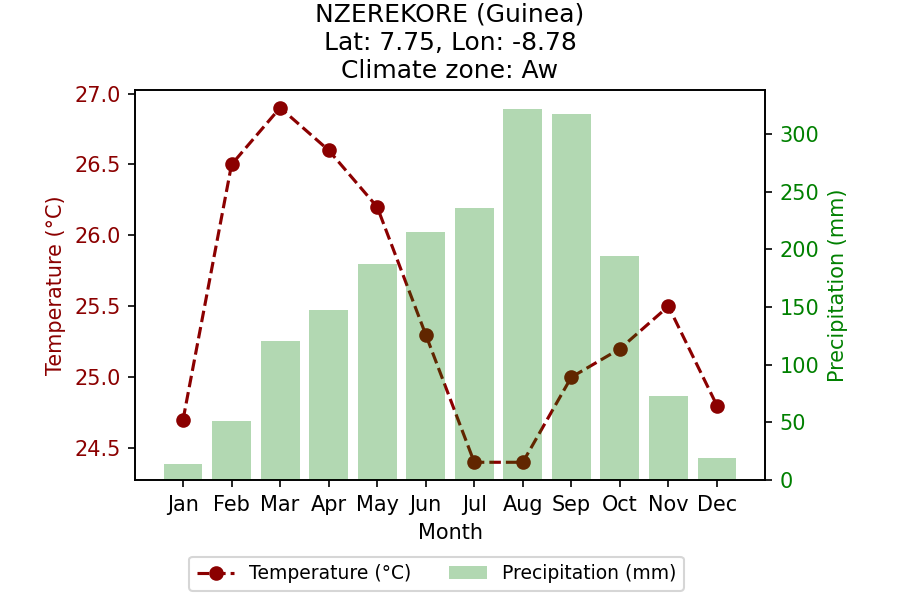 NZEREKORE (Guinea)
Lat: 7.75, Lon: -8.78
Climate zone: Aw
Temperature (°C)
27.0
26.5
26.0
25.5
25.0
24.5
300
250
200
150
100
50
0
Precipitation (mm)
Jan Feb Mar Apr May Jun Jul Aug Sep Oct Nov Dec
Month
Temperature (°C) Precipitation (mm)